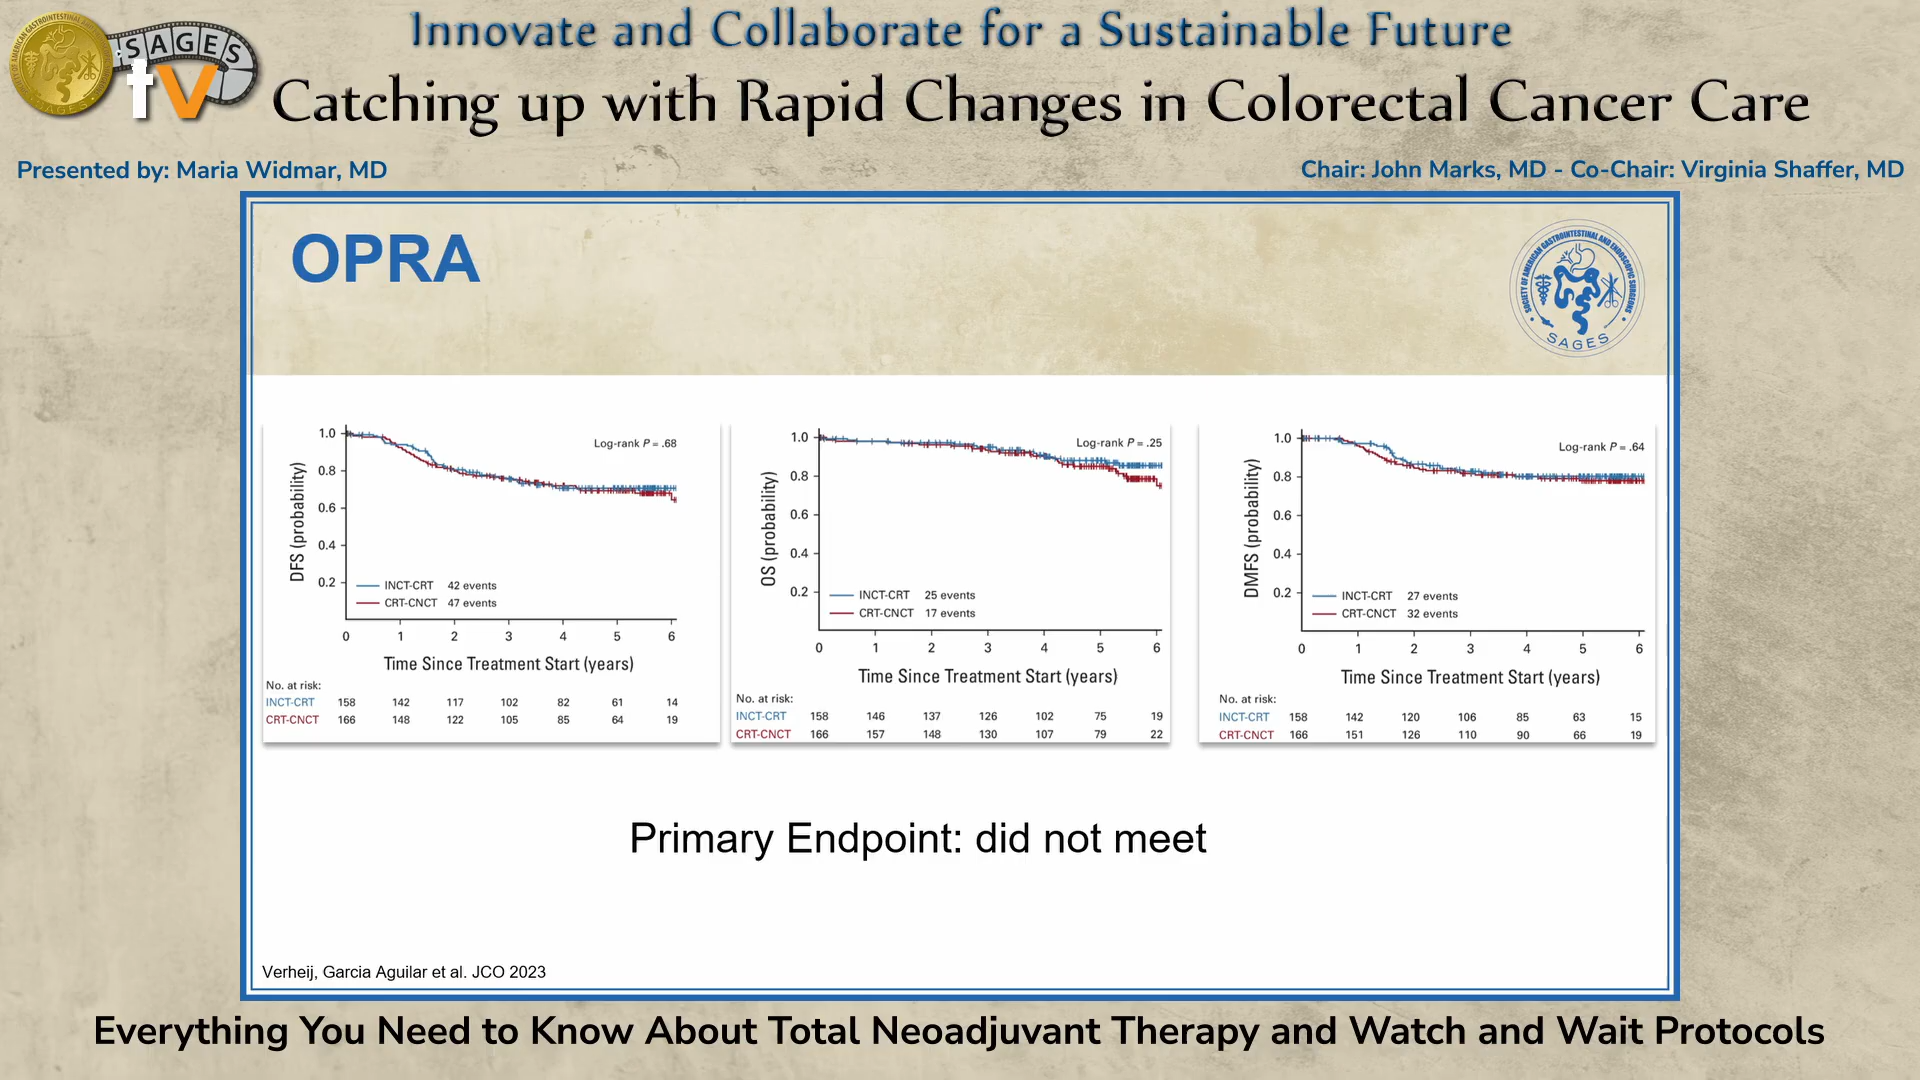 Innovate and Collaborate for a Sustainable Future
SAGES
tV
Catching up with Rapid Changes in Colorectal Cancer Care
Presented by: Maria Widmar, MD
Chair: John Marks, MD - Co-Chair: Virginia Shaffer, MD
OPRA
SOCIETY OF AMERICAN GASTROINTESTINAL AND ENDOSCOPIC SURGEONS
SAGES
DFS (probability)
1.0
0.8
0.6
0.4
0.2
Log-rank P = .68
INCT-CRT 42 events
CRT-CNCT 47 events
0 1 2 3 4 5 6
Time Since Treatment Start (years)
No. at risk:
INCT-CRT 158 142 117 102 82 61 14
CRT-CNCT 166 148 122 105 85 64 19
OS (probability)
1.0
0.8
0.6
0.4
0.2
Log-rank P = .25
INCT-CRT 25 events
CRT-CNCT 17 events
0 1 2 3 4 5 6
Time Since Treatment Start (years)
No. at risk:
INCT-CRT 158 146 137 126 102 75 19
CRT-CNCT 166 157 148 130 107 79 22
DMFS (probability)
1.0
0.8
0.6
0.4
0.2
Log-rank P = .64
INCT-CRT 27 events
CRT-CNCT 32 events
0 1 2 3 4 5 6
Time Since Treatment Start (years)
No. at risk:
INCT-CRT 158 142 120 106 85 63 15
CRT-CNCT 166 151 126 110 90 66 19
Primary Endpoint: did not meet
Verheij, Garcia Aguilar et al. JCO 2023
Everything You Need to Know About Total Neoadjuvant Therapy and Watch and Wait Protocols